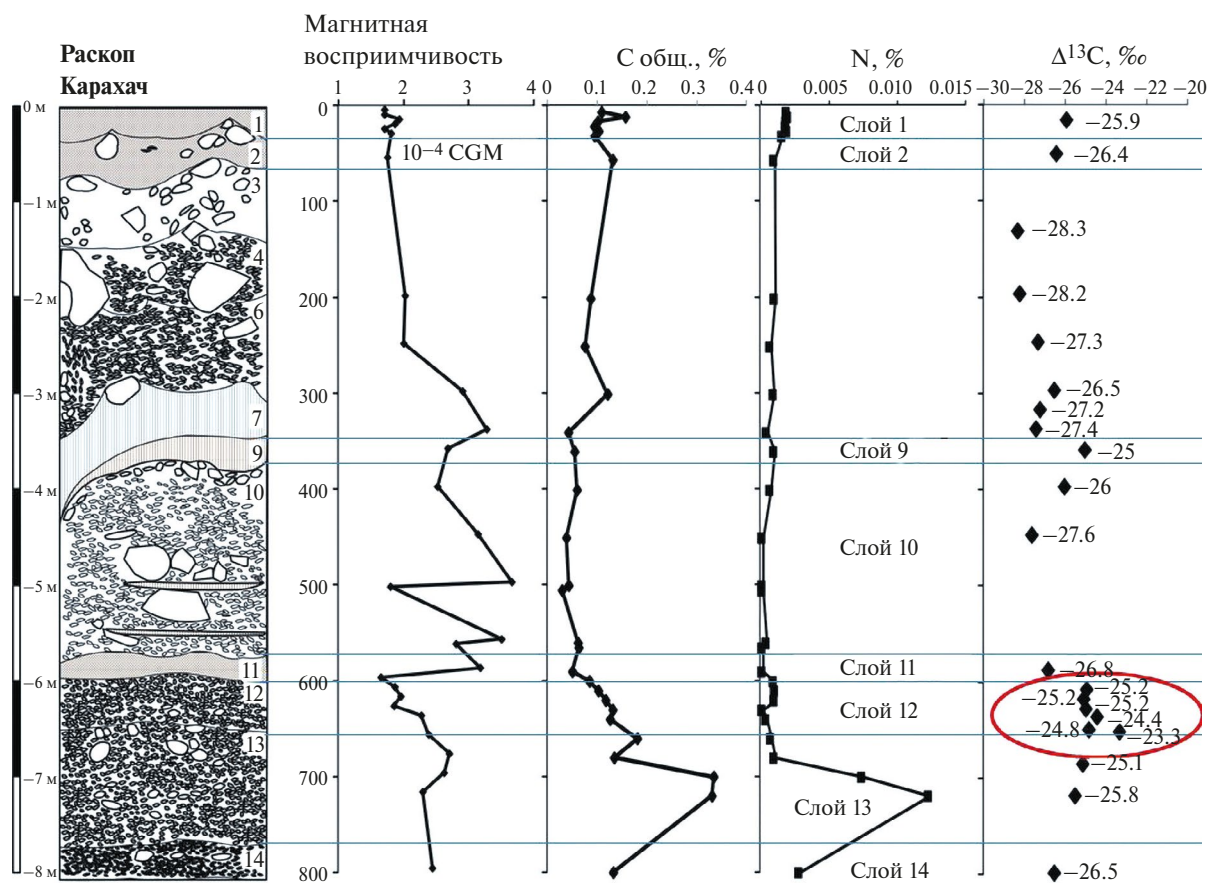 Раскоп
Карахач
Магнитная
восприимчивость
С общ., %
N, %
Δ¹³C, ‰
1 2 3 4
0 0.1 0.2 0.3 0.4
0 0.005 0.010 0.015
−30 −28 −26 −24 −22 −20
0 м
−1 м
−2 м
−3 м
−4 м
−5 м
−6 м
−7 м
−8 м
1
2
3
4
6
7
9
10
11
12
13
14
0
100
200
300
400
500
600
700
800
10⁻⁴ CGM
Слой 1
Слой 2
Слой 9
Слой 10
Слой 11
Слой 12
Слой 13
Слой 14
−25.9
−26.4
−28.3
−28.2
−27.3
−26.5
−27.2
−27.4
−25
−26
−27.6
−26.8
−25.2
−25.2
−25.2
−24.4
−24.8
−23.3
−25.1
−25.8
−26.5